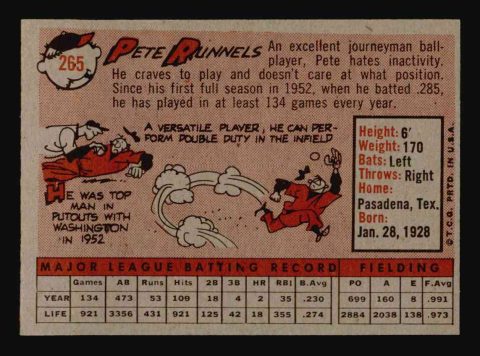 265
PETE RUNNELS
An excellent journeyman ball-
player, Pete hates inactivity.
He craves to play and doesn't care at what position.
Since his first full season in 1952, when he batted .285,
he has played in at least 134 games every year.
A VERSATILE PLAYER, HE CAN PER-
FORM DOUBLE DUTY IN THE INFIELD
HE WAS TOP
MAN IN
PUTOUTS WITH
WASHINGTON
IN 1952
Height: 6'
Weight: 170
Bats: Left
Throws: Right
Home:
Pasadena, Tex.
Born:
Jan. 28, 1928
© T.C.G. PRTD. IN U.S.A.
MAJOR LEAGUE BATTING RECORD FIELDING
Games AB Runs Hits 2B 3B HR RBI B.Avg PO A E F.Avg
YEAR 134 473 53 109 18 4 2 35 .230 699 160 8 .991
LIFE 921 3356 431 921 125 42 18 355 .274 2884 2038 138 .973